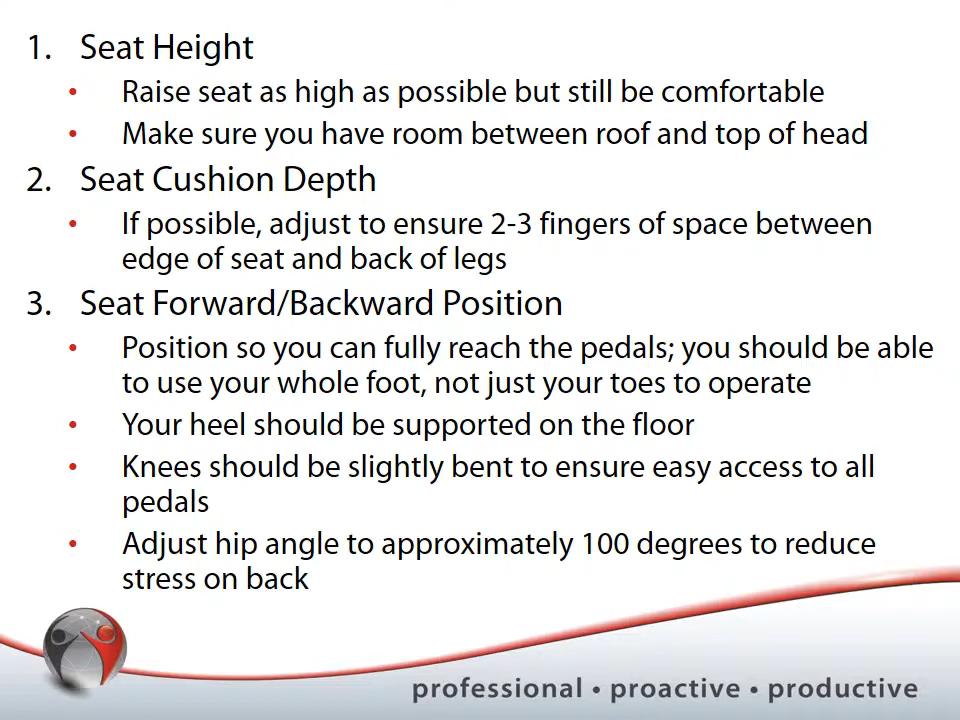 1. Seat Height
• Raise seat as high as possible but still be comfortable
• Make sure you have room between roof and top of head
2. Seat Cushion Depth
• If possible, adjust to ensure 2-3 fingers of space between
edge of seat and back of legs
3. Seat Forward/Backward Position
• Position so you can fully reach the pedals; you should be able
to use your whole foot, not just your toes to operate
• Your heel should be supported on the floor
• Knees should be slightly bent to ensure easy access to all
pedals
• Adjust hip angle to approximately 100 degrees to reduce
stress on back
professional • proactive • productive